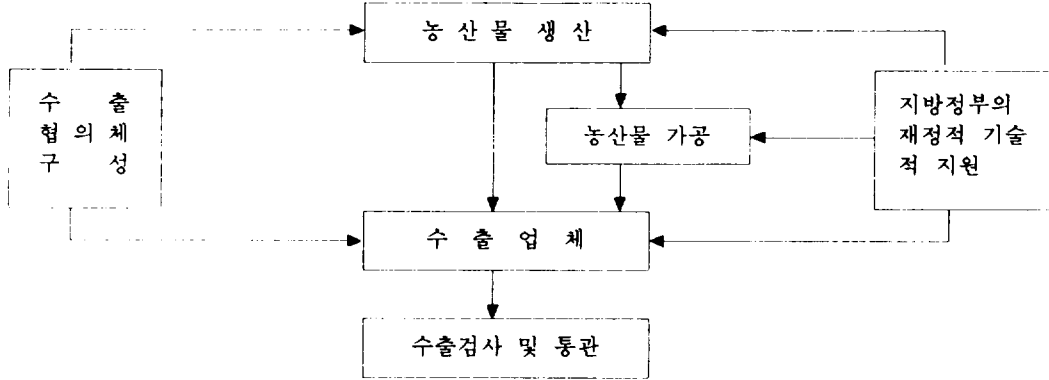 농 산 물 생 산
수 출
협 의 체
구 성
농산물 가공
지방정부의
재정적 기술
적 지원
수 출 업 체
수출검사 및 통관